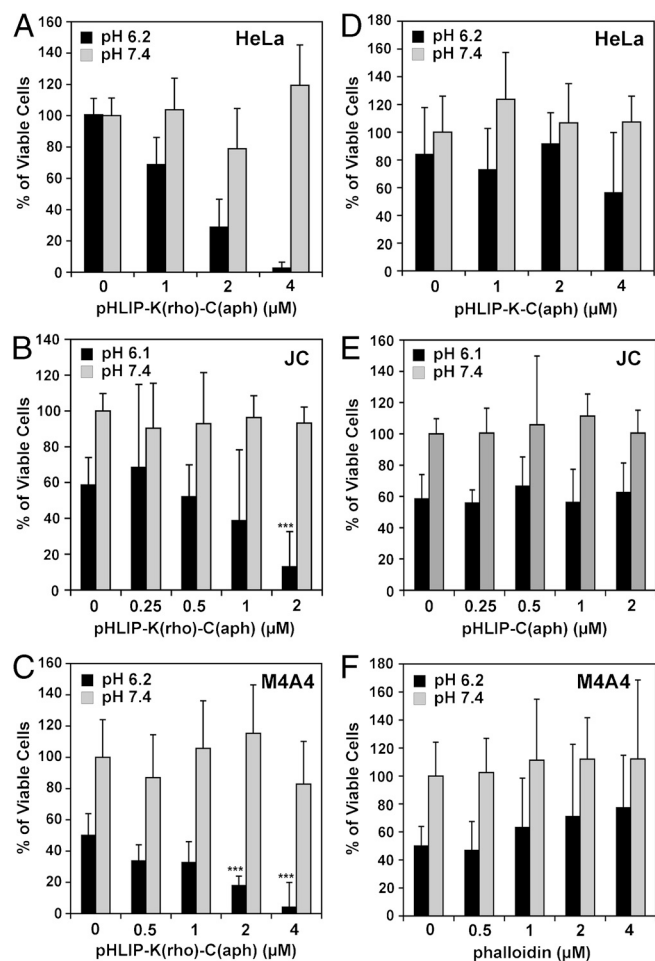 A
pH 6.2
pH 7.4
HeLa
% of Viable Cells
140
120
100
80
60
40
20
0
0 1 2 4
pHLIP-K(rho)-C(aph) (µM)
D
pH 6.2
pH 7.4
HeLa
% of Viable Cells
180
160
140
120
100
80
60
40
20
0
0 1 2 4
pHLIP-K-C(aph) (µM)
B
pH 6.1
pH 7.4
JC
% of Viable Cells
140
120
100
80
60
40
20
0
***
0 0.25 0.5 1 2
pHLIP-K(rho)-C(aph) (µM)
E
pH 6.1
pH 7.4
JC
% of Viable Cells
160
140
120
100
80
60
40
20
0
0 0.25 0.5 1 2
pHLIP-C(aph) (µM)
C
pH 6.2
pH 7.4
M4A4
% of Viable Cells
160
140
120
100
80
60
40
20
0
***
***
0 0.5 1 2 4
pHLIP-K(rho)-C(aph) (µM)
F
pH 6.2
pH 7.4
M4A4
% of Viable Cells
180
160
140
120
100
80
60
40
20
0
0 0.5 1 2 4
phalloidin (µM)